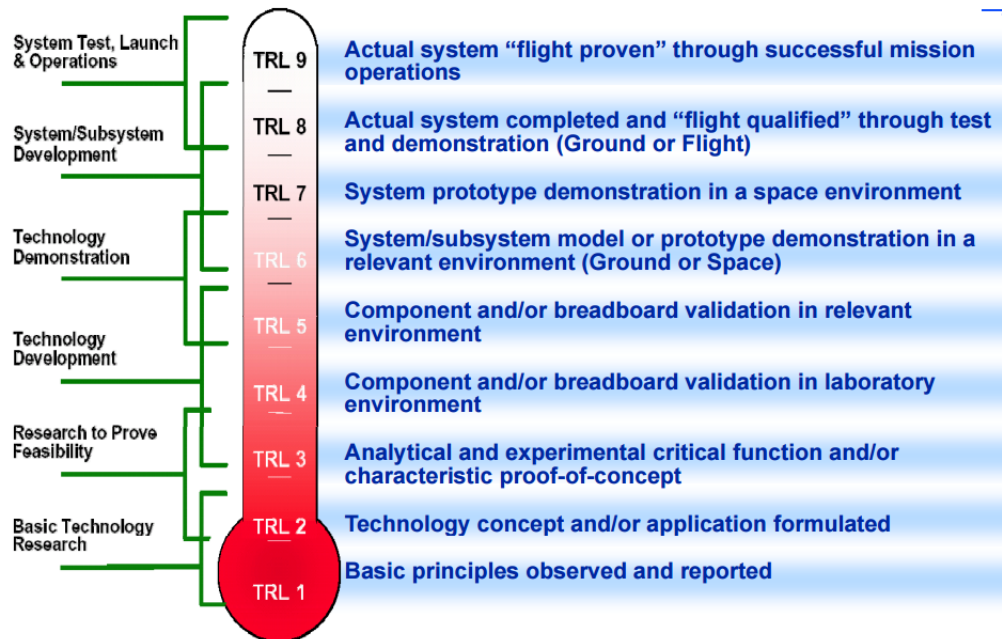 System Test, Launch
& Operations
System/Subsystem
Development
Technology
Demonstration
Technology
Development
Research to Prove
Feasibility
Basic Technology
Research
TRL 9
TRL 8
TRL 7
TRL 6
TRL 5
TRL 4
TRL 3
TRL 2
TRL 1
Actual system “flight proven” through successful mission
operations
Actual system completed and “flight qualified” through test
and demonstration (Ground or Flight)
System prototype demonstration in a space environment
System/subsystem model or prototype demonstration in a
relevant environment (Ground or Space)
Component and/or breadboard validation in relevant
environment
Component and/or breadboard validation in laboratory
environment
Analytical and experimental critical function and/or
characteristic proof-of-concept
Technology concept and/or application formulated
Basic principles observed and reported